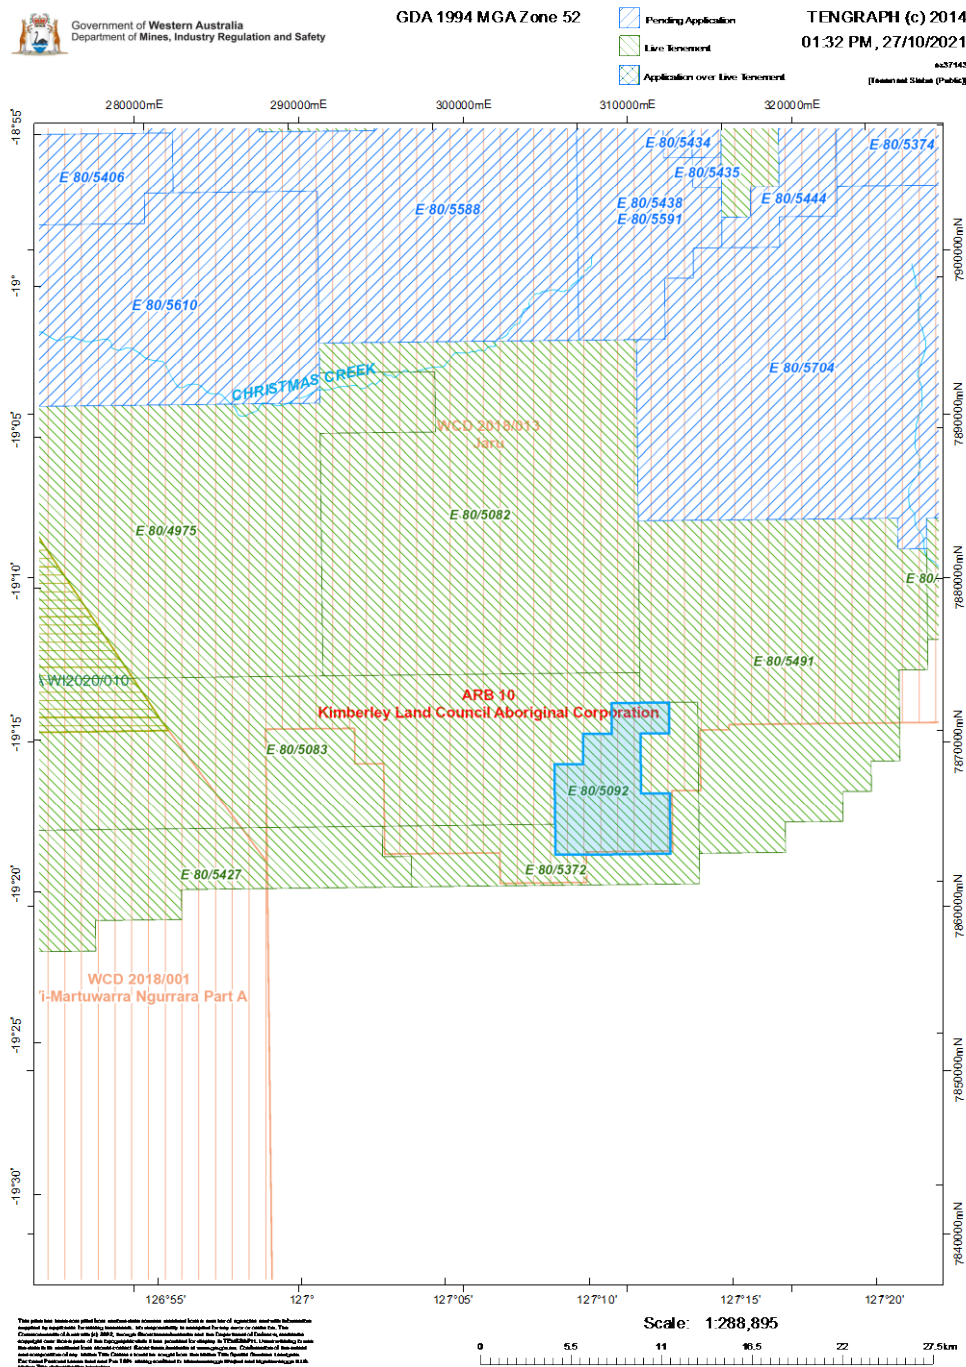 Government of Western Australia
Department of Mines, Industry Regulation and Safety
GDA 1994 MGA Zone 52
Pending Application
Live Tenement
Application over Live Tenement
TENGRAPH (c) 2014
01:32 PM, 27/10/2021
[Tenement Status (Public)]
280000mE
290000mE
300000mE
310000mE
320000mE
-18°55'
-19°
-19°05'
-19°10'
-19°15'
-19°20'
-19°25'
-19°30'
7900000mN
7890000mN
7880000mN
7870000mN
7860000mN
7850000mN
7840000mN
E 80/5406
E 80/5588
E 80/5434
E 80/5435
E 80/5374
E 80/5438
E 80/5591
E 80/5444
E 80/5610
CHRISTMAS CREEK
E 80/5704
WCD 2018/013
Jaru
E 80/4975
E 80/5082
E 80/
E 80/5491
WI2020/010
ARB 10
Kimberley Land Council Aboriginal Corporation
E 80/5083
E 80/5092
E 80/5427
E 80/5372
WCD 2018/001
i-Martuwarra Ngurrara Part A
126°55'
127°
127°05'
127°10'
127°15'
127°20'
Scale: 1:288,895
0 5.5 11 16.5 22 27.5km